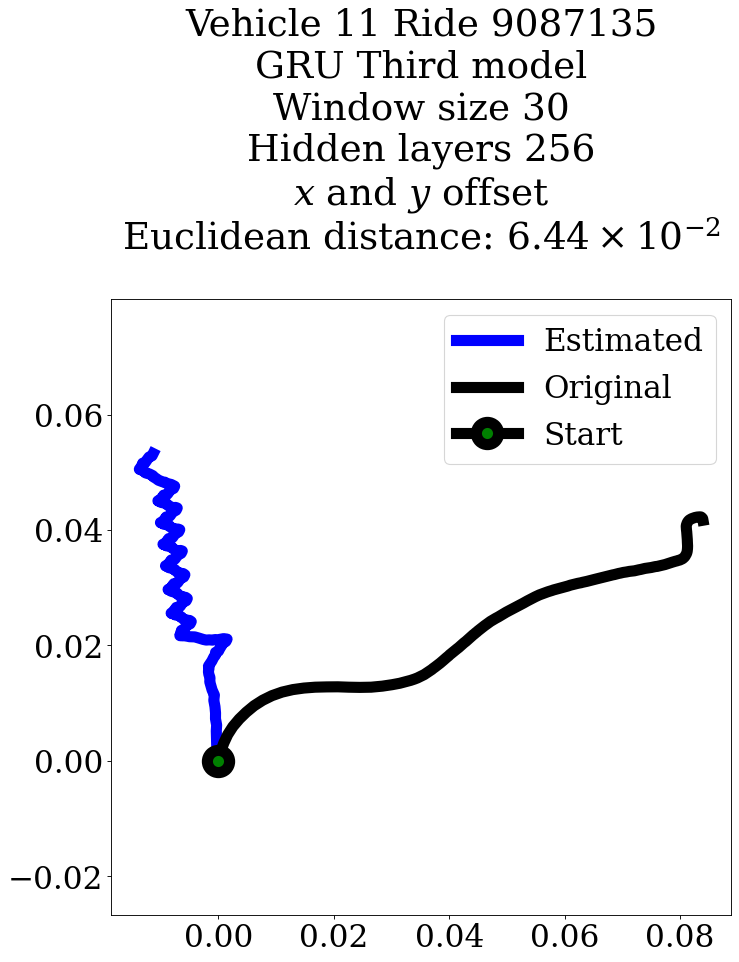 Vehicle 11 Ride 9087135
GRU Third model
Window size 30
Hidden layers 256
x and y offset
Euclidean distance: 6.44 × 10⁻²
Estimated
Original
Start
0.06
0.04
0.02
0.00
−0.02
0.00 0.02 0.04 0.06 0.08